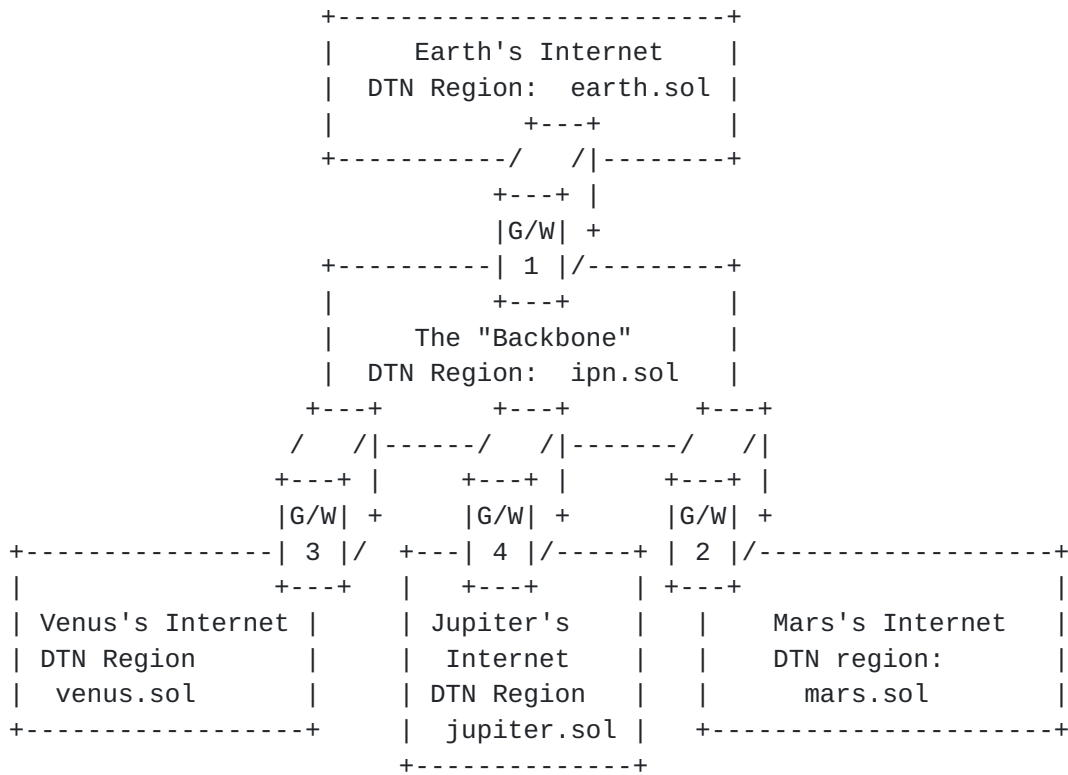 Earth's Internet
DTN Region: earth.sol
G/W
1
The "Backbone"
DTN Region: ipn.sol
G/W G/W G/W
3 4 2
Venus's Internet
DTN Region
venus.sol
Jupiter's
Internet
DTN Region
jupiter.sol
Mars's Internet
DTN region:
mars.sol